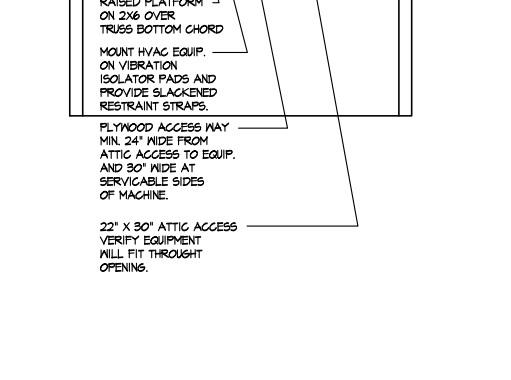 RAISED PLATFORM
ON 2X6 OVER
TRUSS BOTTOM CHORD
MOUNT HVAC EQUIP.
ON VIBRATION
ISOLATOR PADS AND
PROVIDE SLACKENED
RESTRAINT STRAPS.
PLYWOOD ACCESS WAY
MIN. 24" WIDE FROM
ATTIC ACCESS TO EQUIP.
AND 30" WIDE AT
SERVICABLE SIDES
OF MACHINE.
22" X 30" ATTIC ACCESS
VERIFY EQUIPMENT
WILL FIT THROUGHT
OPENING.